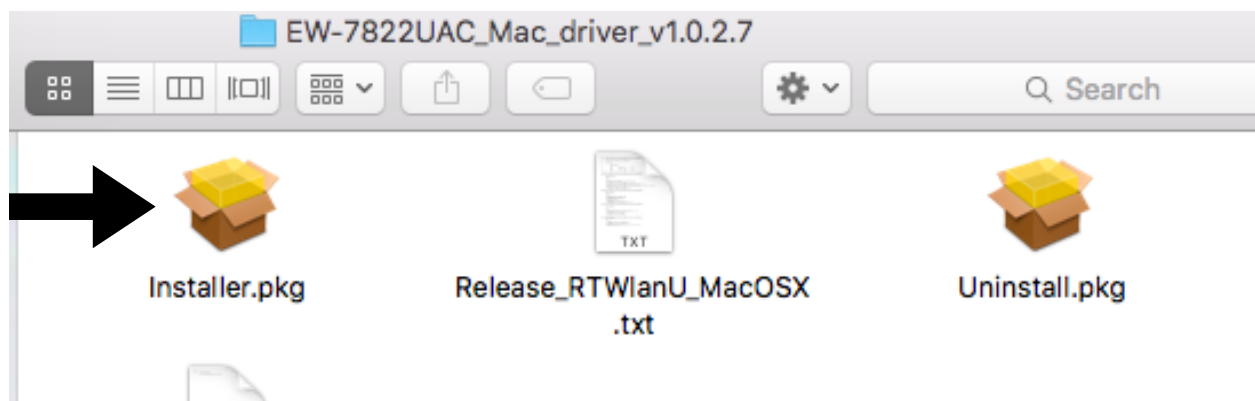 EW-7822UAC_Mac_driver_v1.0.2.7
Search
TXT
Installer.pkg
Release_RTWlanU_MacOSX
.txt
Uninstall.pkg